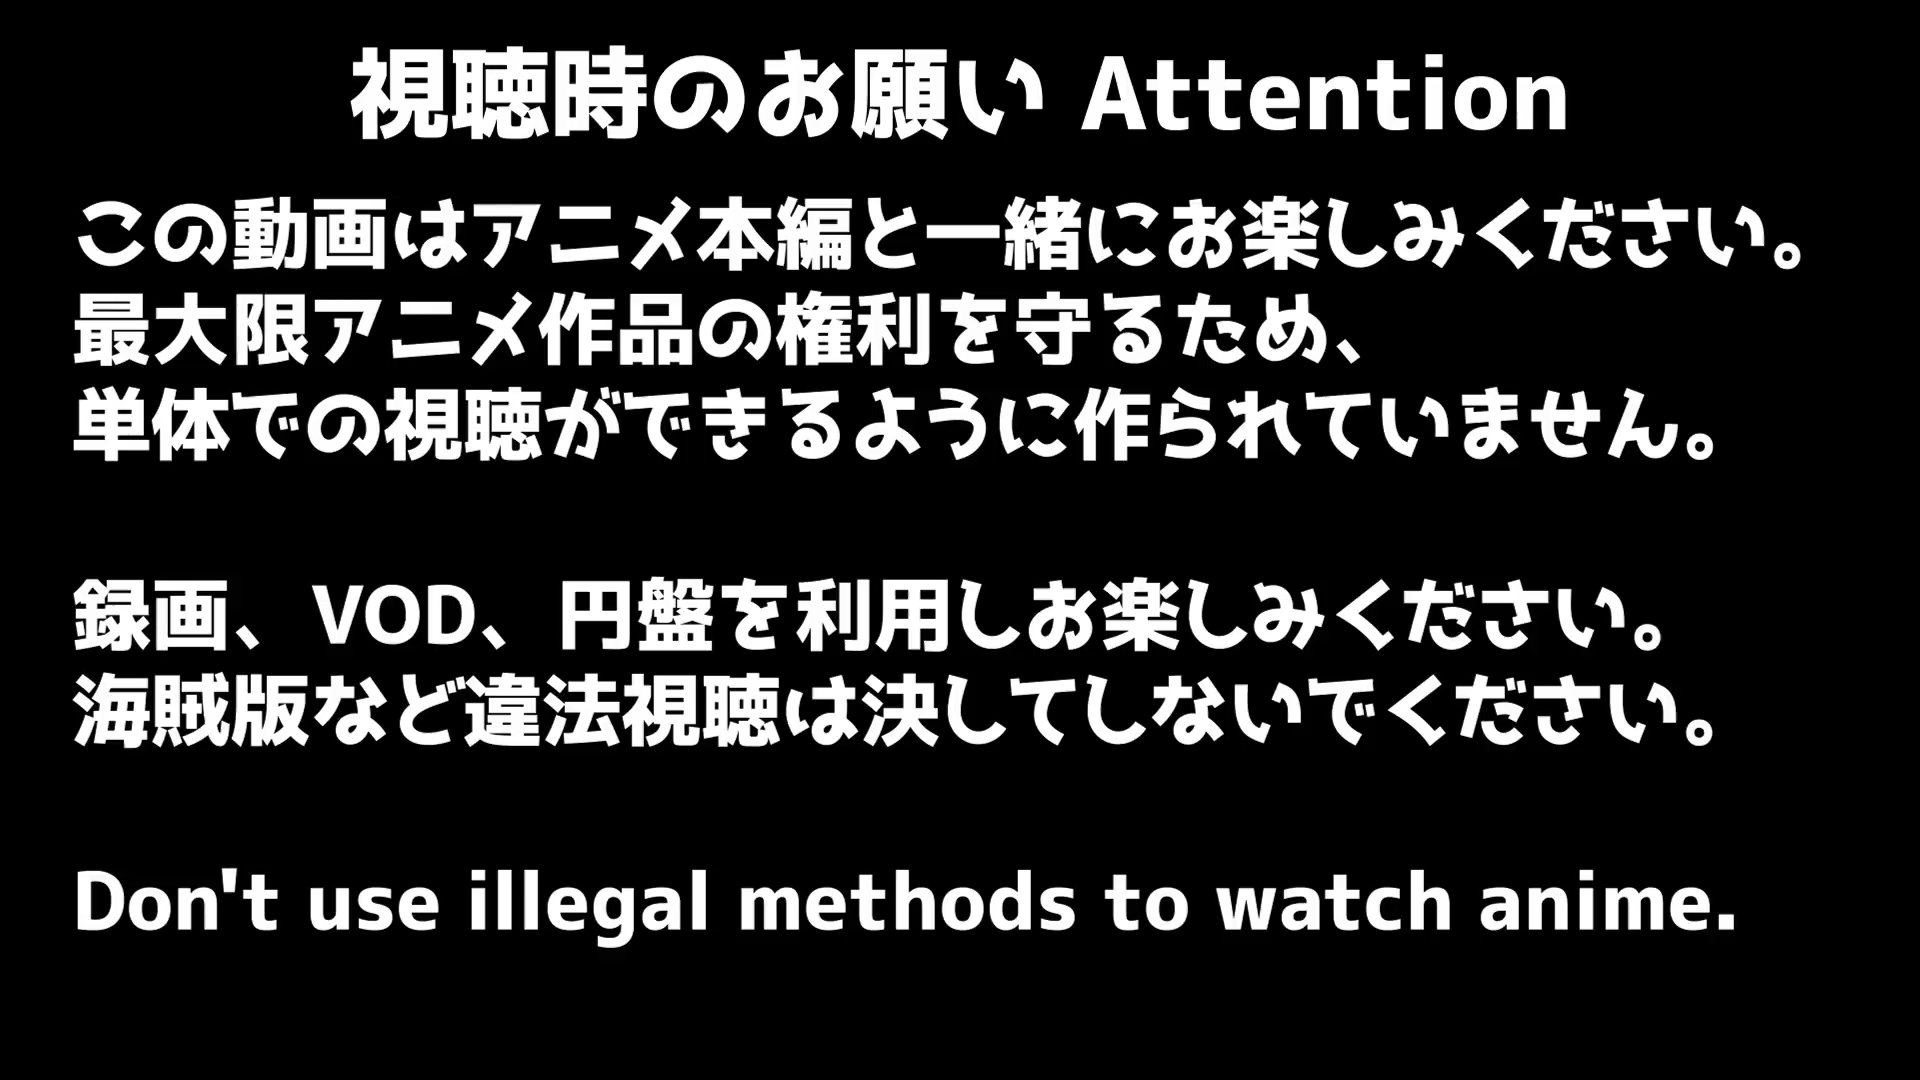 視聴時のお願い Attention
この動画はアニメ本編と一緒にお楽しみください。
最大限アニメ作品の権利を守るため、
単体での視聴ができるように作られていません。
録画、VOD、円盤を利用しお楽しみください。
海賊版など違法視聴は決してしないでください。
Don't use illegal methods to watch anime.